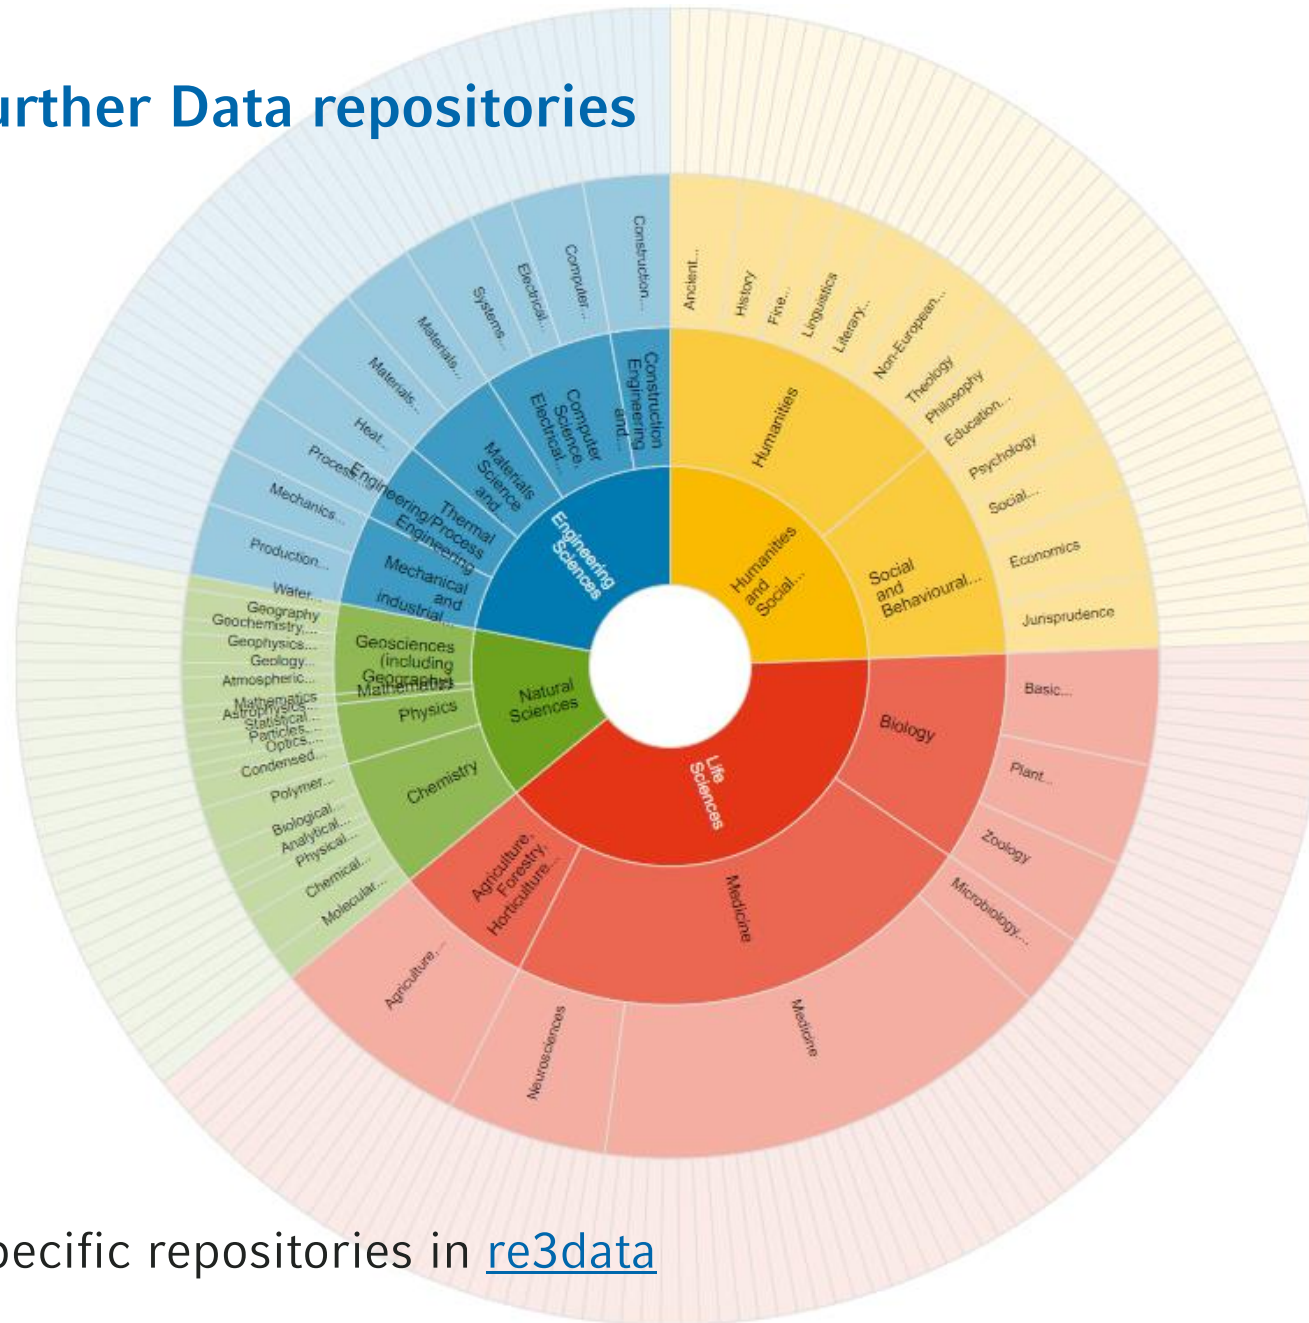 urther Data repositories
Construction...
Computer...
Electrical...
Systems...
Materials...
Materials...
Heat...
Process...
Mechanics...
Production...
Ancient...
History
Fine...
Linguistics
Literary...
Non-European...
Theology
Philosophy
Education...
Psychology
Social...
Economics
Jurisprudence
Construction
Engineering
and...
Computer
Science,
Electrical...
Materials
Science
and...
Thermal
Engineering/Process
Engineering
Mechanical
and
industrial...
Humanities
Social
and
Behavioural...
Engineering
Sciences
Humanities
and
Social...
Natural
Sciences
Life
Sciences
Water...
Geography
Geochemistry,...
Geophysics...
Geology...
Atmospheric...
Mathematics
Astrophysics...
Statistical...
Particles...
Optics,...
Condensed...
Polymer...
Biological...
Analytical...
Physical...
Chemical...
Molecular...
Geosciences
(including
Geography)
Mathematics
Physics
Chemistry
Biology
Medicine
Agriculture,
Forestry,
Horticulture...
Basic...
Plant...
Zoology
Microbiology,...
Medicine
Neurosciences
Agriculture,...
pecific repositories in re3data